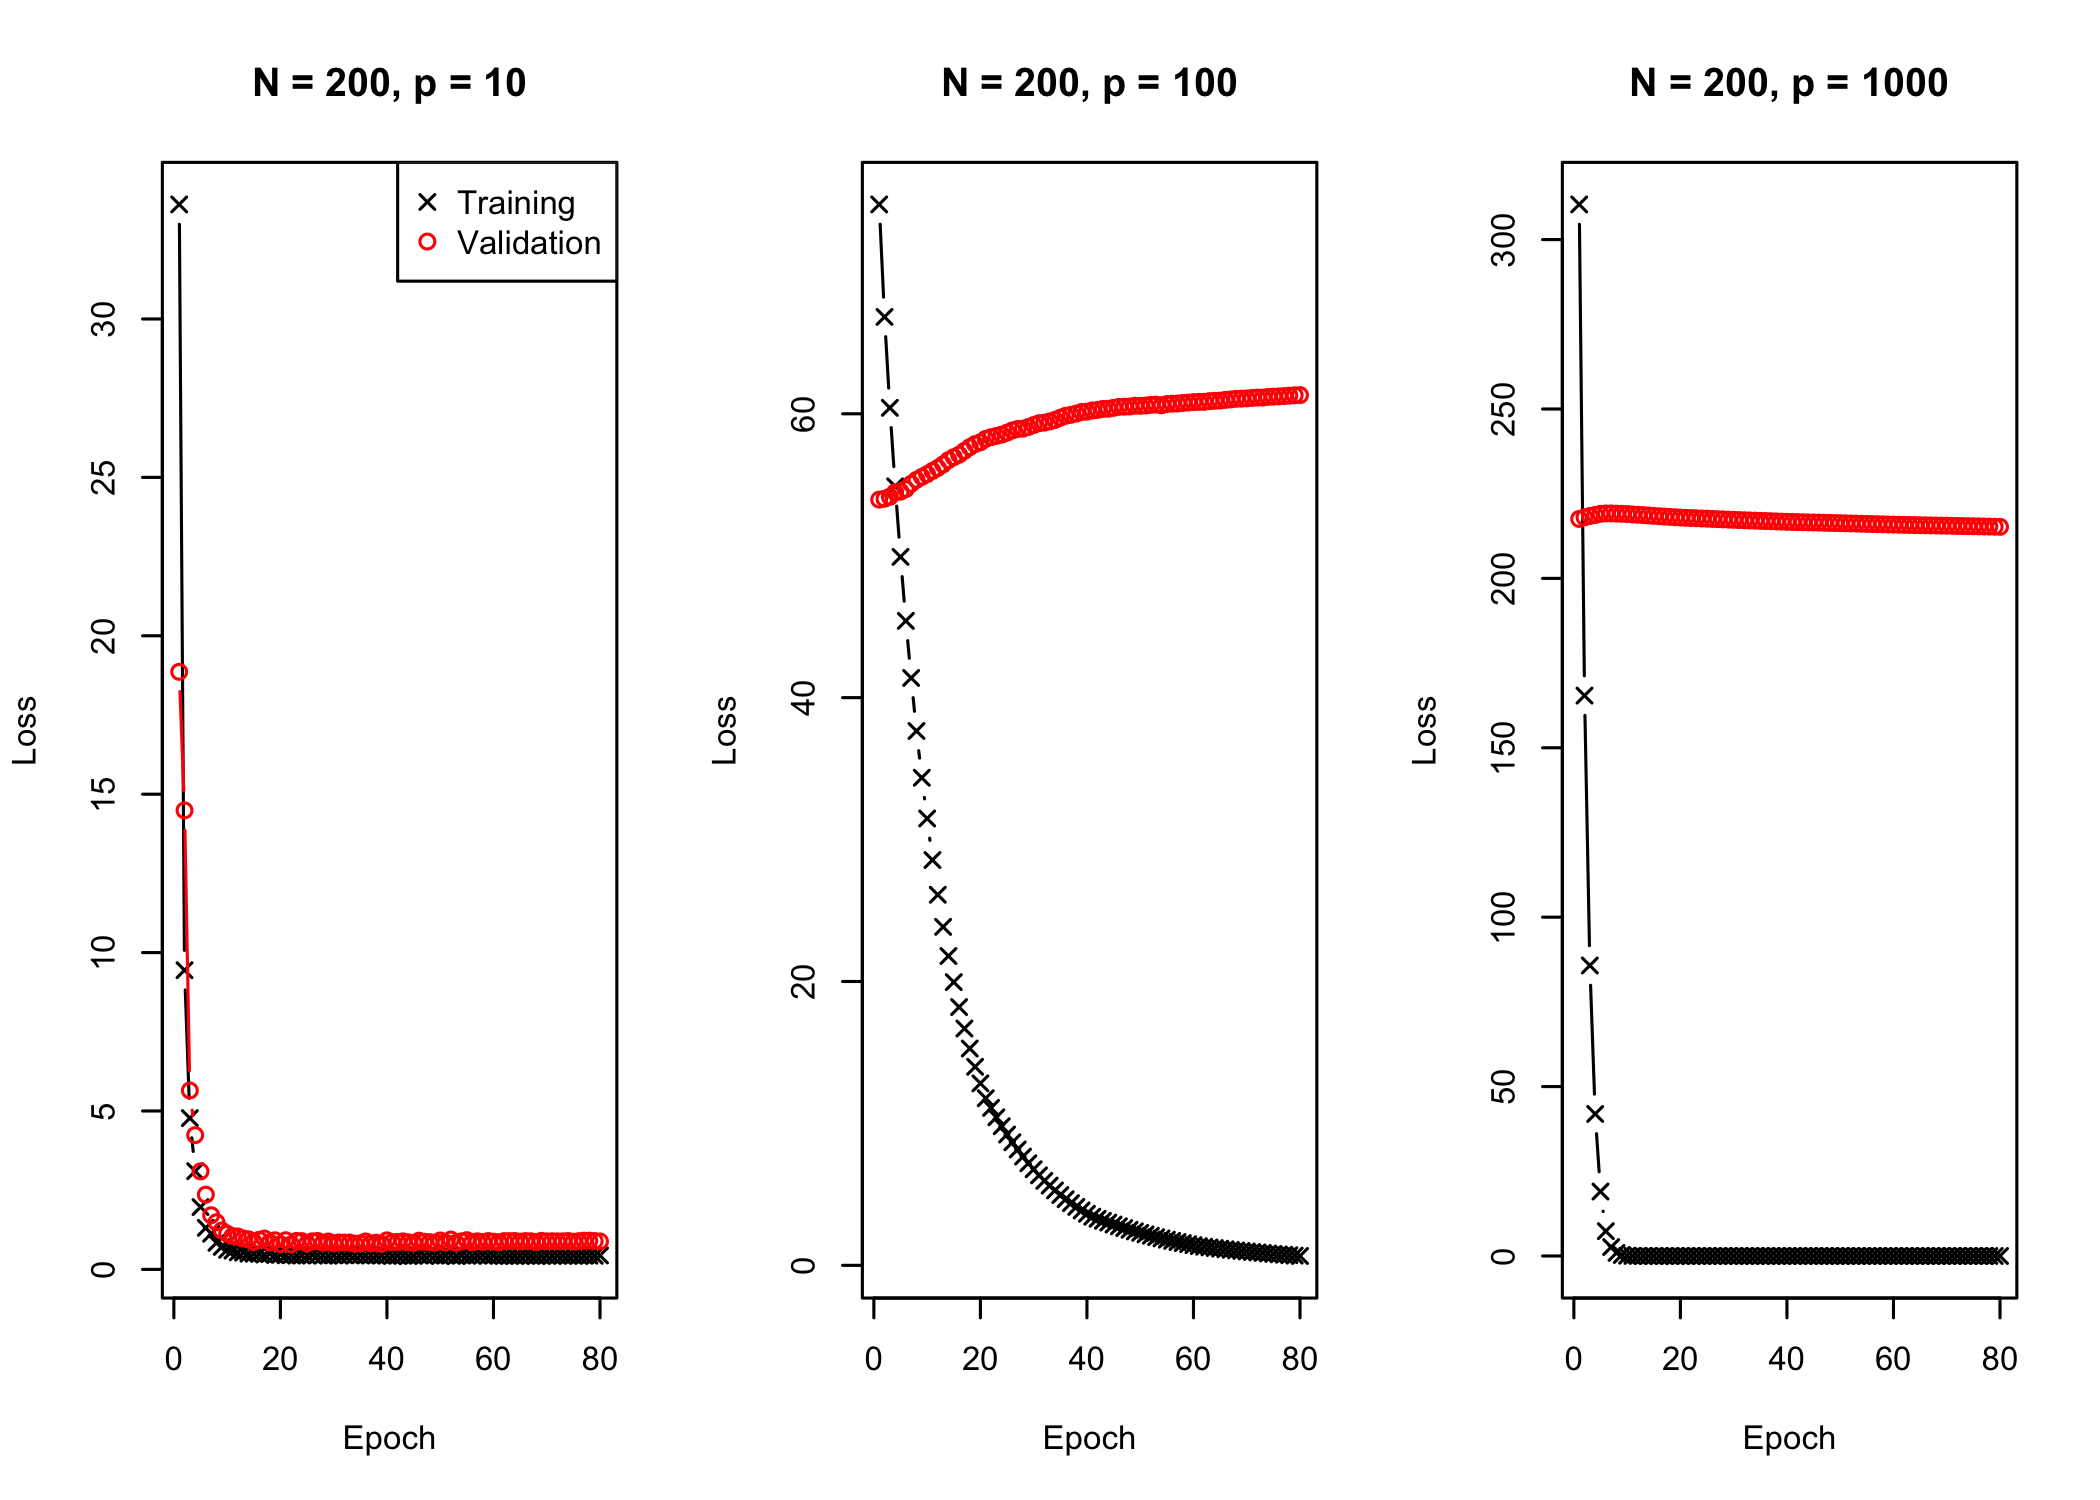 N = 200, p = 10
Loss
30
25
20
15
10
5
0
Training
Validation
0 20 40 60 80
Epoch
N = 200, p = 100
Loss
60
40
20
0
0 20 40 60 80
Epoch
N = 200, p = 1000
Loss
300
250
200
150
100
50
0
0 20 40 60 80
Epoch